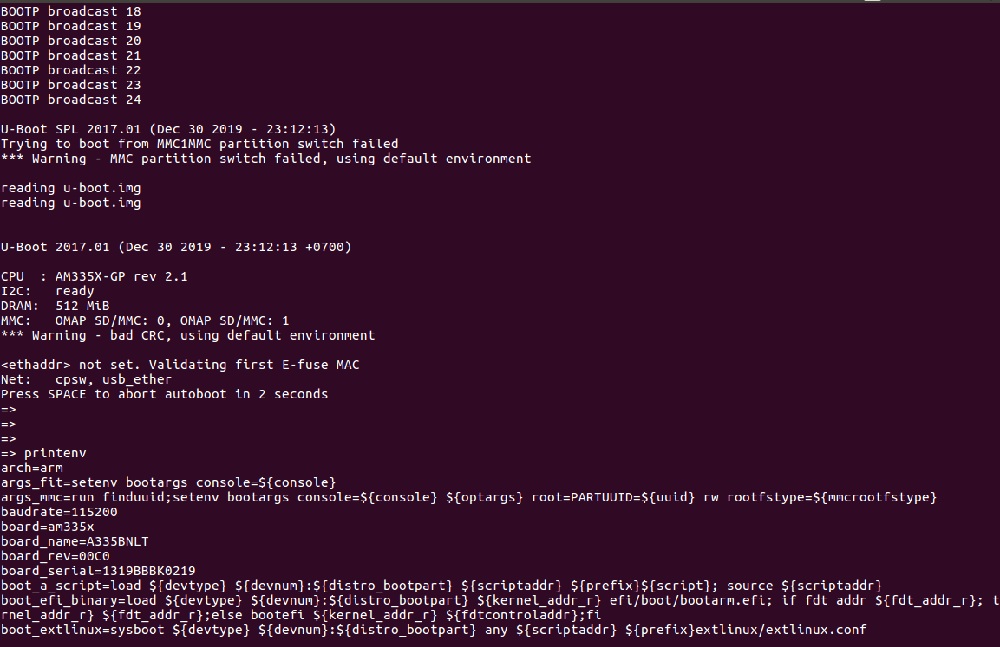 BOOTP broadcast 18
BOOTP broadcast 19
BOOTP broadcast 20
BOOTP broadcast 21
BOOTP broadcast 22
BOOTP broadcast 23
BOOTP broadcast 24
U-Boot SPL 2017.01 (Dec 30 2019 - 23:12:13)
Trying to boot from MMC1MMC partition switch failed
*** Warning - MMC partition switch failed, using default environment
reading u-boot.img
reading u-boot.img
U-Boot 2017.01 (Dec 30 2019 - 23:12:13 +0700)
CPU  : AM335X-GP rev 2.1
I2C:   ready
DRAM:  512 MiB
MMC:   OMAP SD/MMC: 0, OMAP SD/MMC: 1
*** Warning - bad CRC, using default environment
<ethaddr> not set. Validating first E-fuse MAC
Net:   cpsw, usb_ether
Press SPACE to abort autoboot in 2 seconds
=>
=>
=>
=> printenv
arch=arm
args_fit=setenv bootargs console=${console}
args_mmc=run finduuid;setenv bootargs console=${console} ${optargs} root=PARTUUID=${uuid} rw rootfstype=${mmcrootfstype}
baudrate=115200
board=am335x
board_name=A335BNLT
board_rev=00C0
board_serial=1319BBBK0219
boot_a_script=load ${devtype} ${devnum}:${distro_bootpart} ${scriptaddr} ${prefix}${script}; source ${scriptaddr}
boot_efi_binary=load ${devtype} ${devnum}:${distro_bootpart} ${kernel_addr_r} efi/boot/bootarm.efi; if fdt addr ${fdt_addr_r}; t
rnel_addr_r} ${fdt_addr_r};else bootefi ${kernel_addr_r} ${fdtcontroladdr};fi
boot_extlinux=sysboot ${devtype} ${devnum}:${distro_bootpart} any ${scriptaddr} ${prefix}extlinux/extlinux.conf